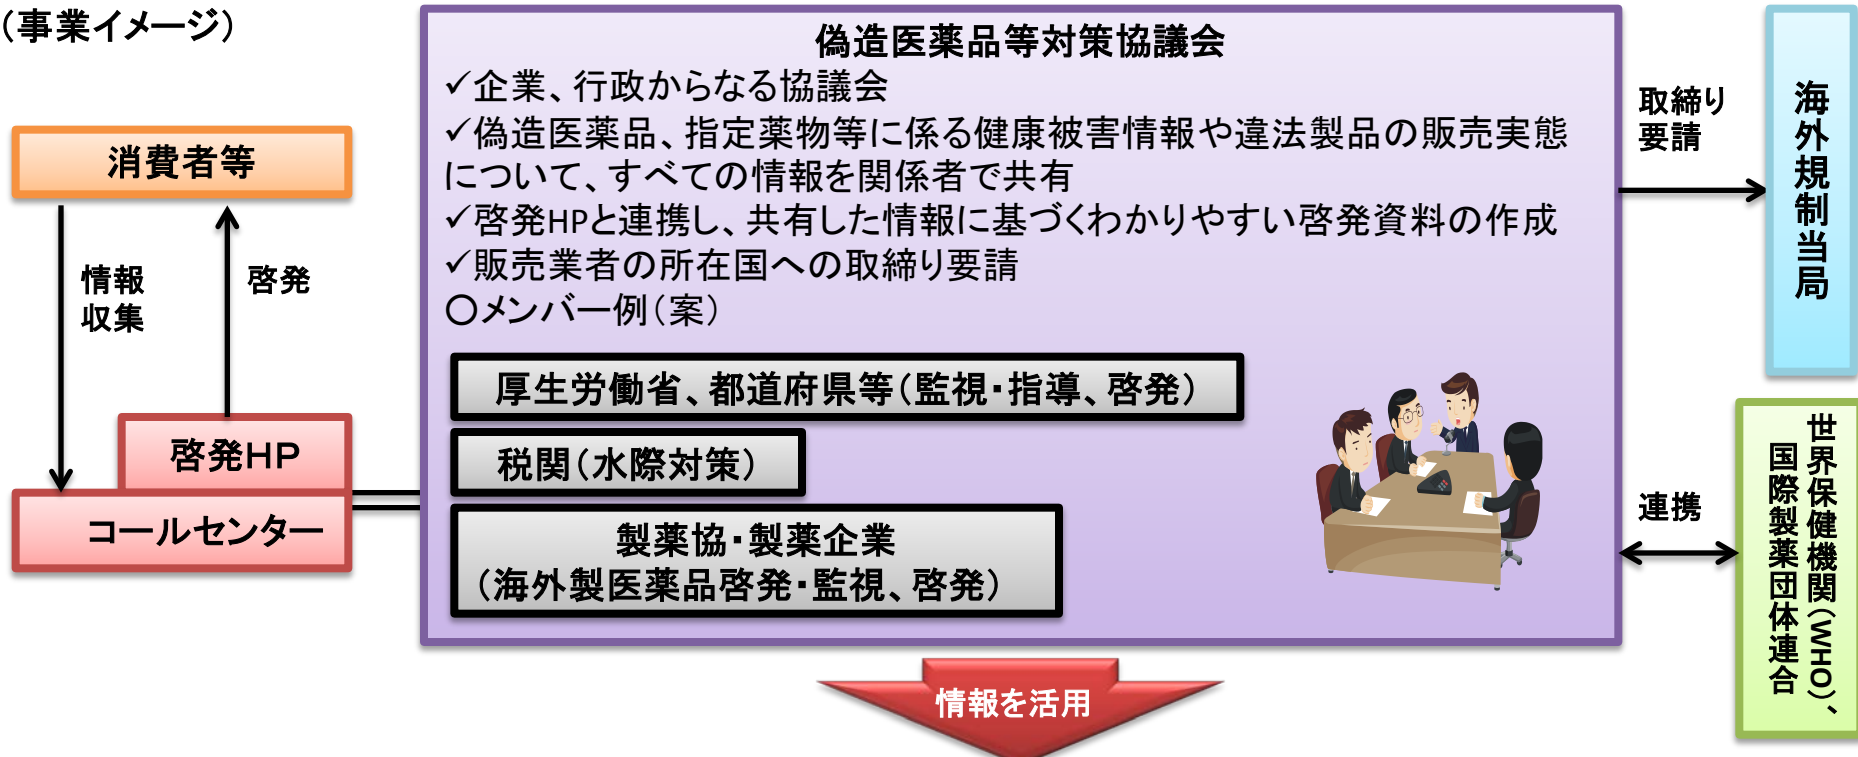 （事業イメージ）
偽造医薬品等対策協議会
✓企業、行政からなる協議会
✓偽造医薬品、指定薬物等に係る健康被害情報や違法製品の販売実態
について、すべての情報を関係者で共有
✓啓発HPと連携し、共有した情報に基づくわかりやすい啓発資料の作成
✓販売業者の所在国への取締り要請
○メンバー例（案）
厚生労働省、都道府県等（監視・指導、啓発）
税関（水際対策）
製薬協・製薬企業
（海外製医薬品啓発・監視、啓発）
消費者等
情報
収集
啓発
啓発HP
コールセンター
取締り
要請
海外規制当局
連携
世界保健機関（WHO）、
国際製薬団体連合
情報を活用